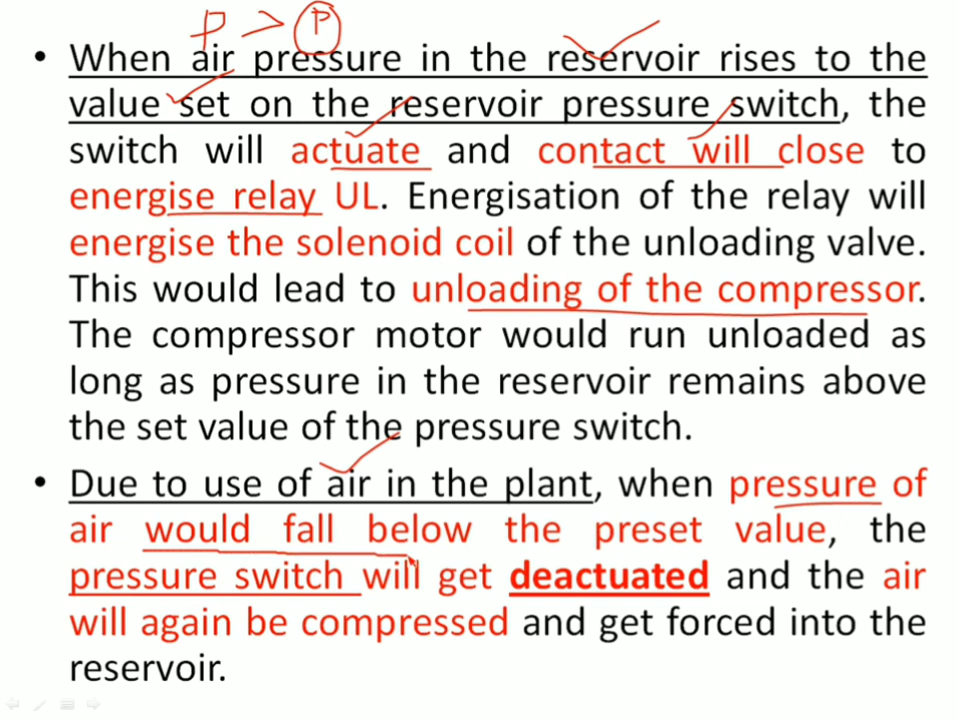 P > P
• When air pressure in the reservoir rises to the
value set on the reservoir pressure switch, the
switch will actuate and contact will close to
energise relay UL. Energisation of the relay will
energise the solenoid coil of the unloading valve.
This would lead to unloading of the compressor.
The compressor motor would run unloaded as
long as pressure in the reservoir remains above
the set value of the pressure switch.
• Due to use of air in the plant, when pressure of
air would fall below the preset value, the
pressure switch will get deactuated and the air
will again be compressed and get forced into the
reservoir.